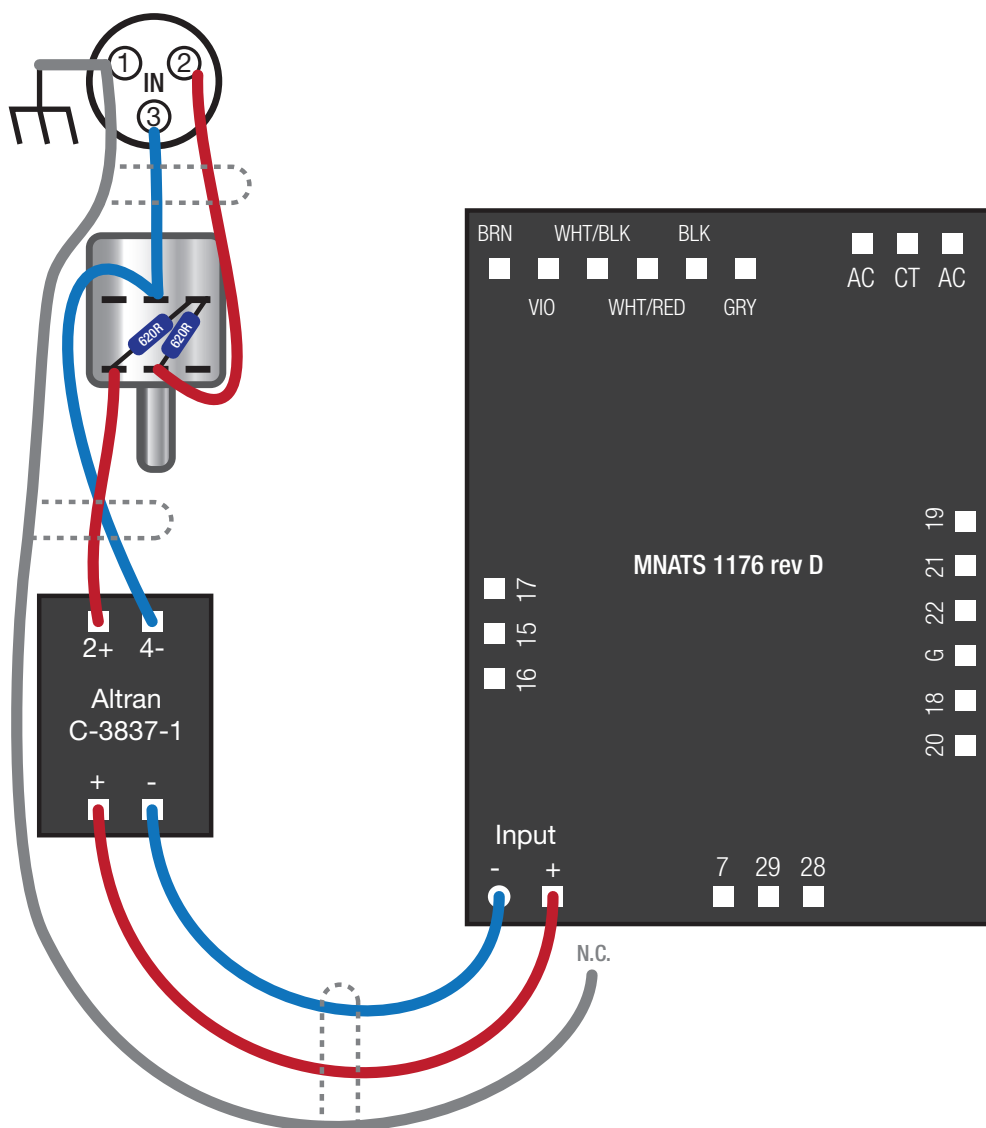 1
2
IN
3
620R
620R
2+ 4-
Altran
C-3837-1
+ -
BRN WHT/BLK BLK
VIO WHT/RED GRY
AC CT AC
MNATS 1176 rev D
17
15
16
19
21
22
G
18
20
Input
- +
7 29 28
N.C.